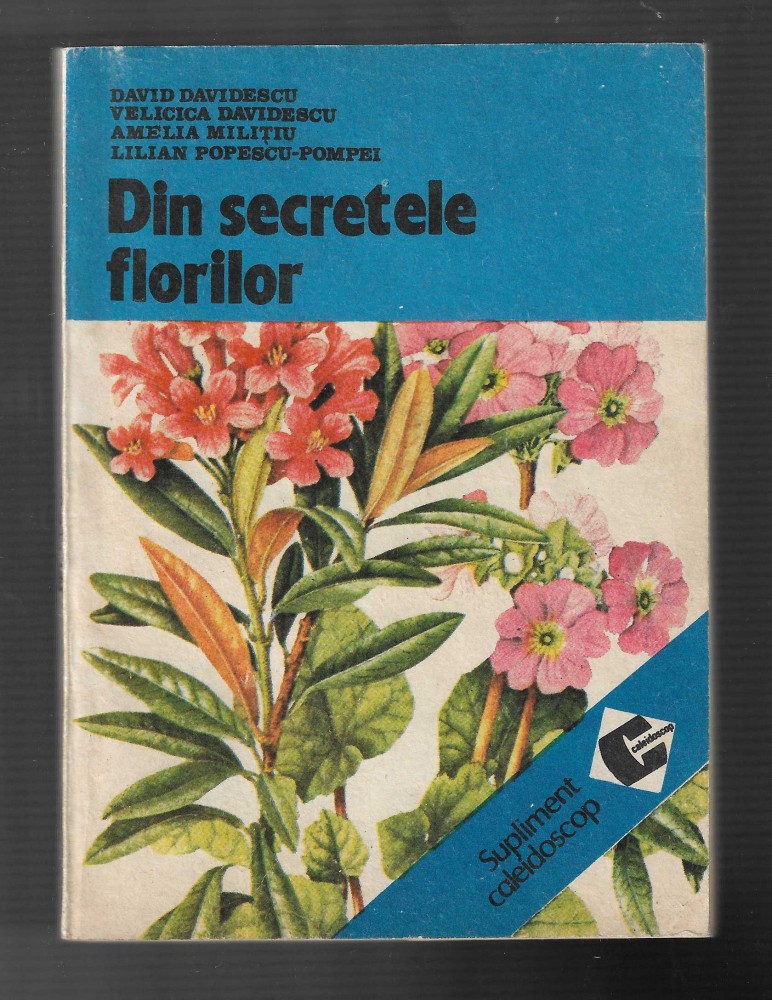 DAVID DAVIDESCU
VELICICA DAVIDESCU
AMELIA MILIȚIU
LILIAN POPESCU-POMPEI
Din secretele
florilor
caleidoscop
Supliment
caleidoscop